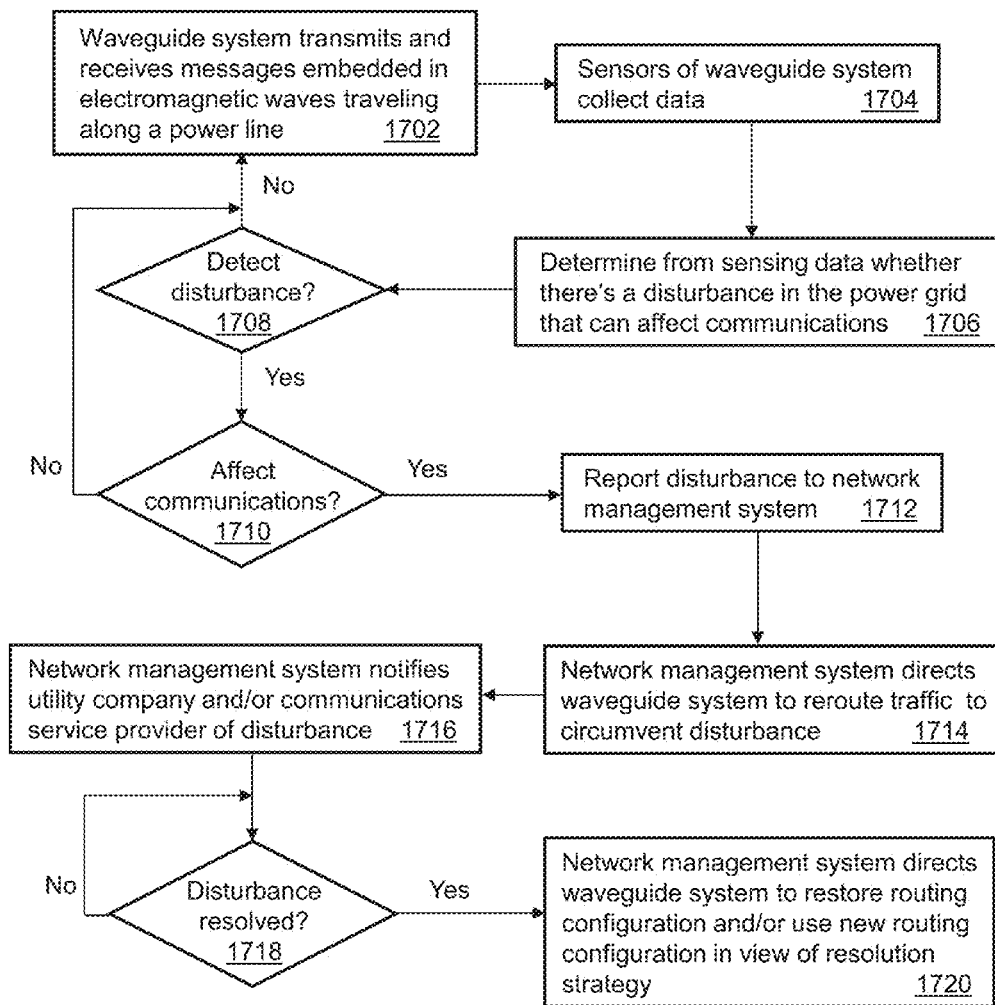 Waveguide system transmits and
receives messages embedded in
electromagnetic waves traveling
along a power line 1702
Sensors of waveguide system
collect data 1704
No
Detect
disturbance?
1708
Determine from sensing data whether
there's a disturbance in the power grid
that can affect communications 1706
Yes
No
Affect
communications?
1710
Yes
Report disturbance to network
management system 1712
Network management system notifies
utility company and/or communications
service provider of disturbance 1716
Network management system directs
waveguide system to reroute traffic to
circumvent disturbance 1714
No
Disturbance
resolved?
1718
Yes
Network management system directs
waveguide system to restore routing
configuration and/or use new routing
configuration in view of resolution
strategy 1720